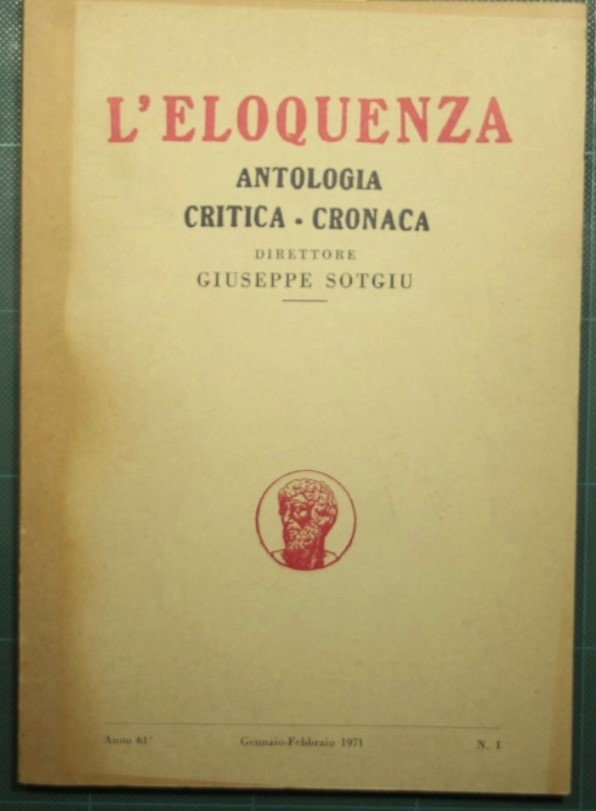 L'ELOQUENZA
ANTOLOGIA
CRITICA - CRONACA
DIRETTORE
GIUSEPPE SOTGIU
Anno 61° Gennaio-Febbraio 1971 N. 1